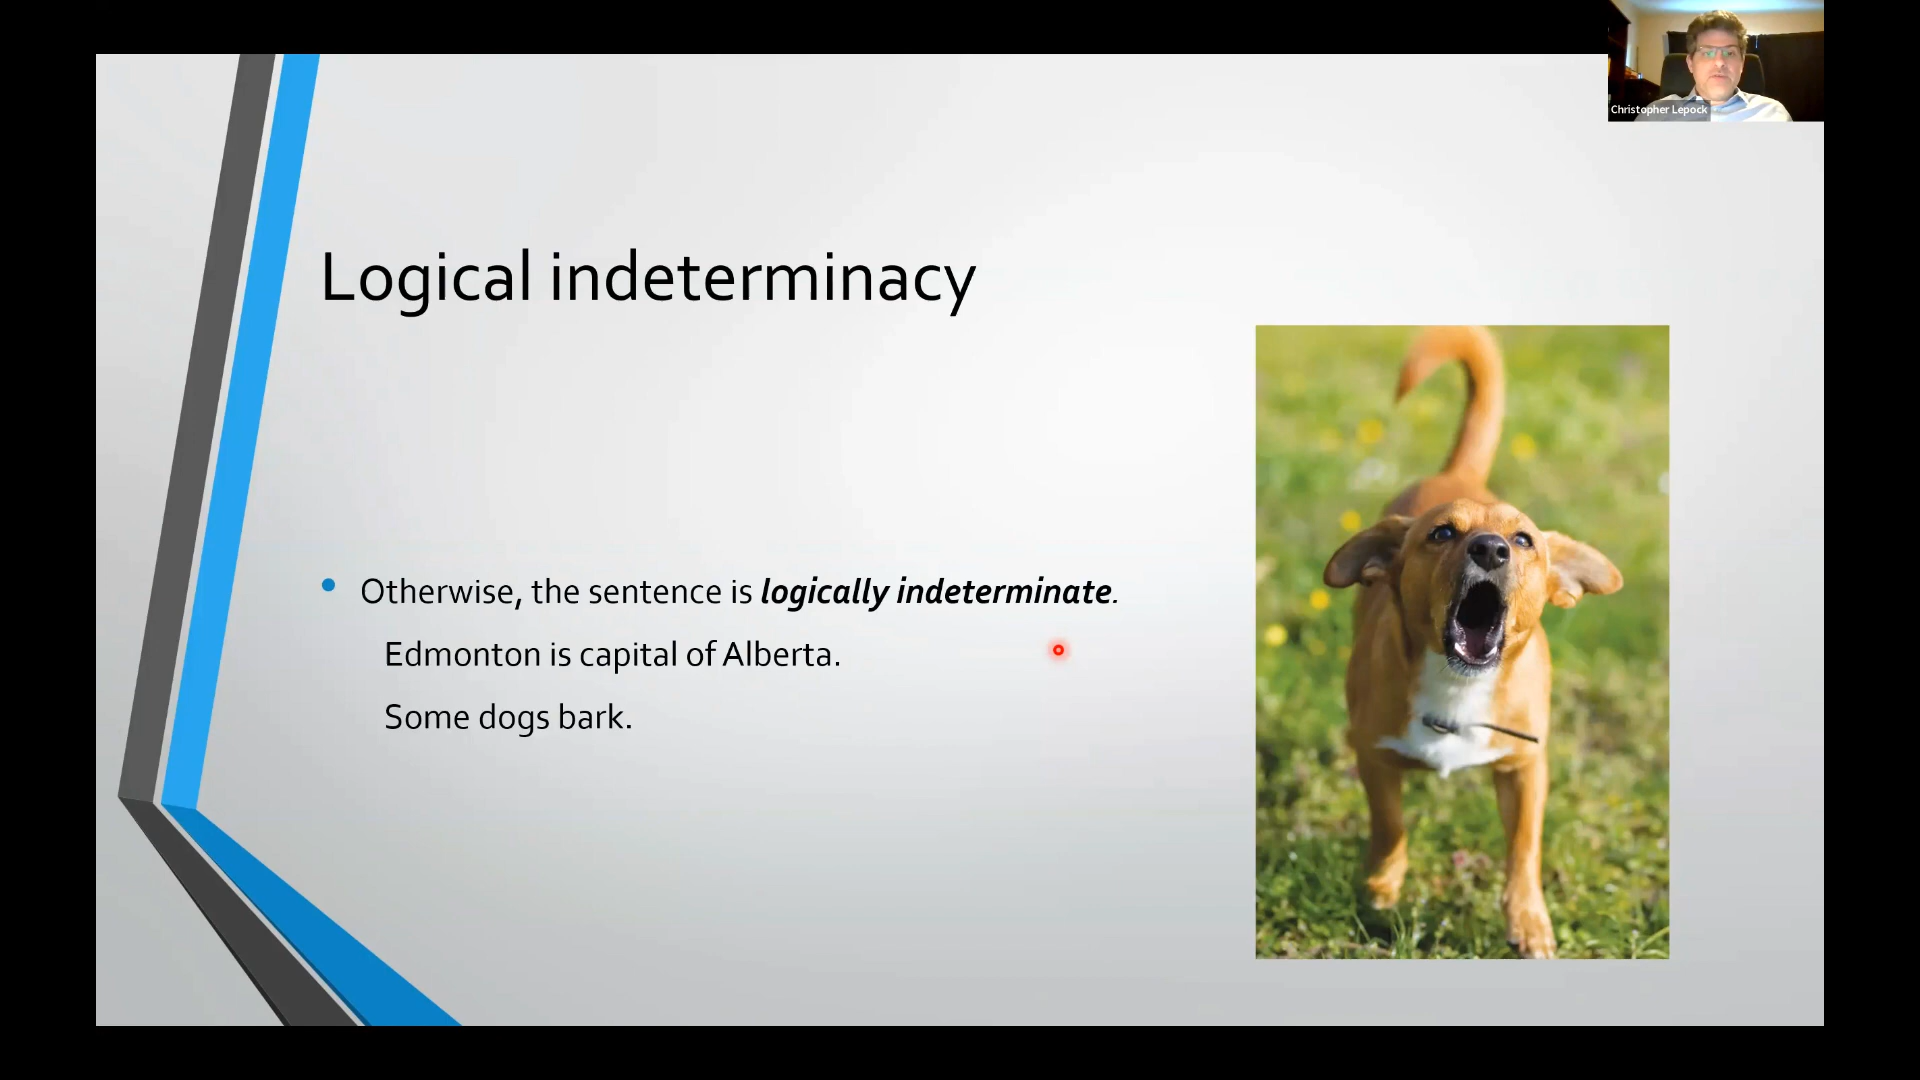 Christopher Lepock
Logical indeterminacy
Otherwise, the sentence is logically indeterminate.
Edmonton is capital of Alberta.
Some dogs bark.